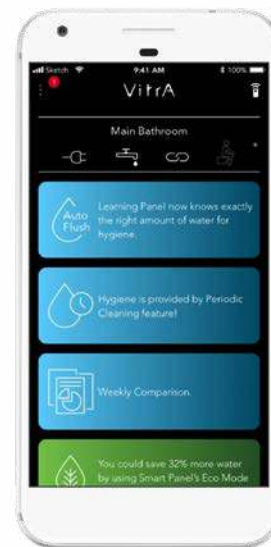 Sketch 9:41 AM 100%
VitrA
Main Bathroom
Auto
Flush
Learning Panel now knows exactly
the right amount of water for
hygiene.
Hygiene is provided by Periodic
Cleaning feature!
Weekly Comparison
You could save 32% more water
by using Smart Panel's Eco Mode